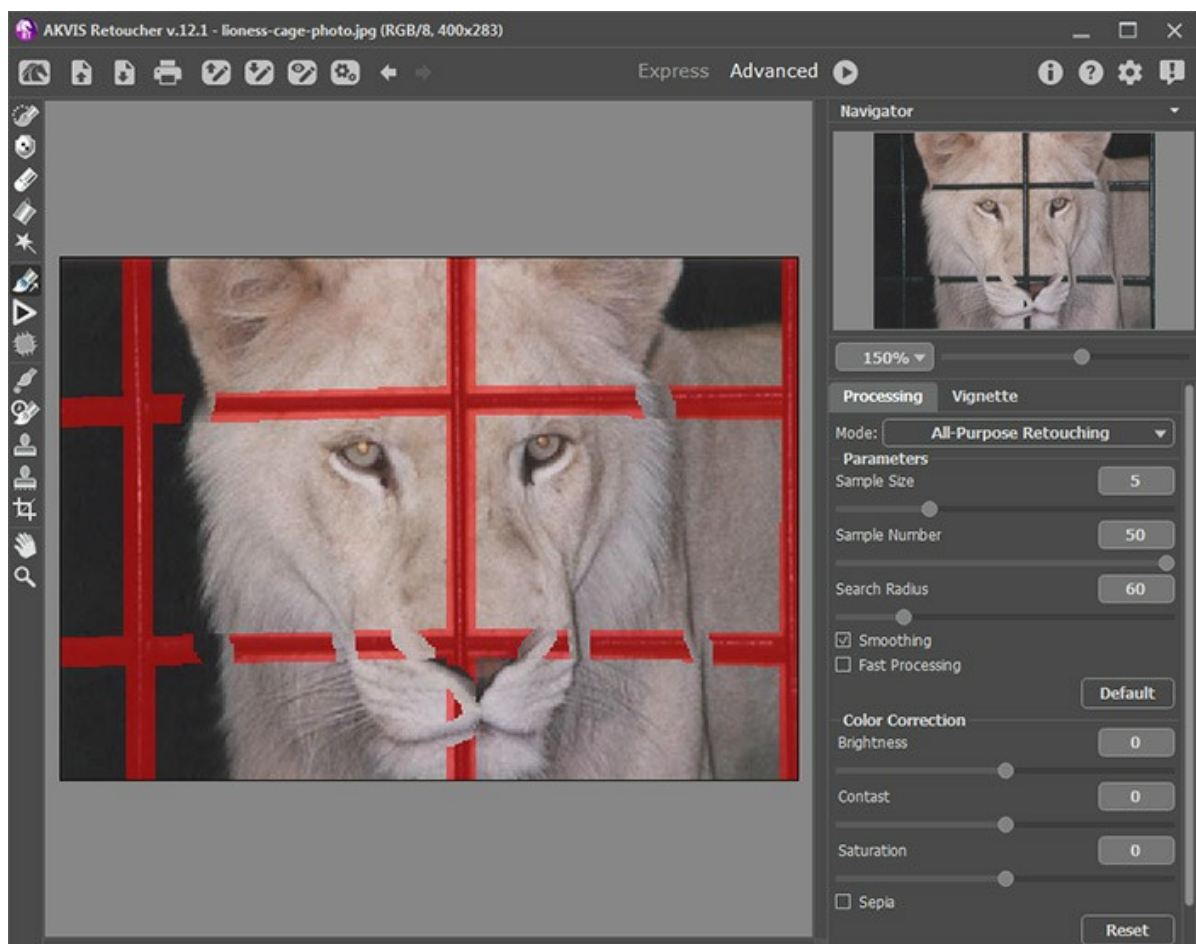 AKVIS Retoucher v.12.1 - lioness-cage-photo.jpg (RGB/8, 400x283)
Express Advanced
Navigator
150%
Processing Vignette
Mode: All-Purpose Retouching
Parameters
Sample Size 5
Sample Number 50
Search Radius 60
Smoothing
Fast Processing
Default
Color Correction
Brightness 0
Contast 0
Saturation 0
Sepia
Reset